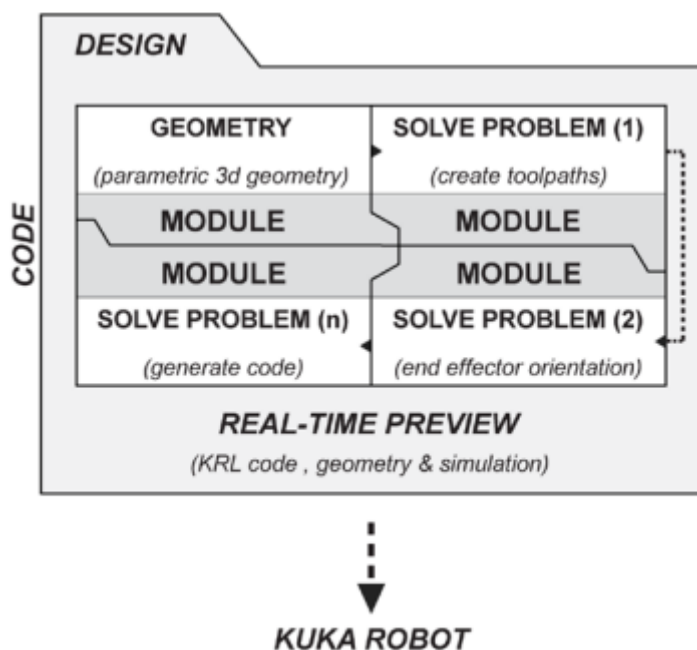 DESIGN
CODE
GEOMETRY
(parametric 3d geometry)
MODULE
SOLVE PROBLEM (1)
(create toolpaths)
MODULE
MODULE
SOLVE PROBLEM (n)
(generate code)
MODULE
SOLVE PROBLEM (2)
(end effector orientation)
REAL-TIME PREVIEW
(KRL code , geometry & simulation)
KUKA ROBOT